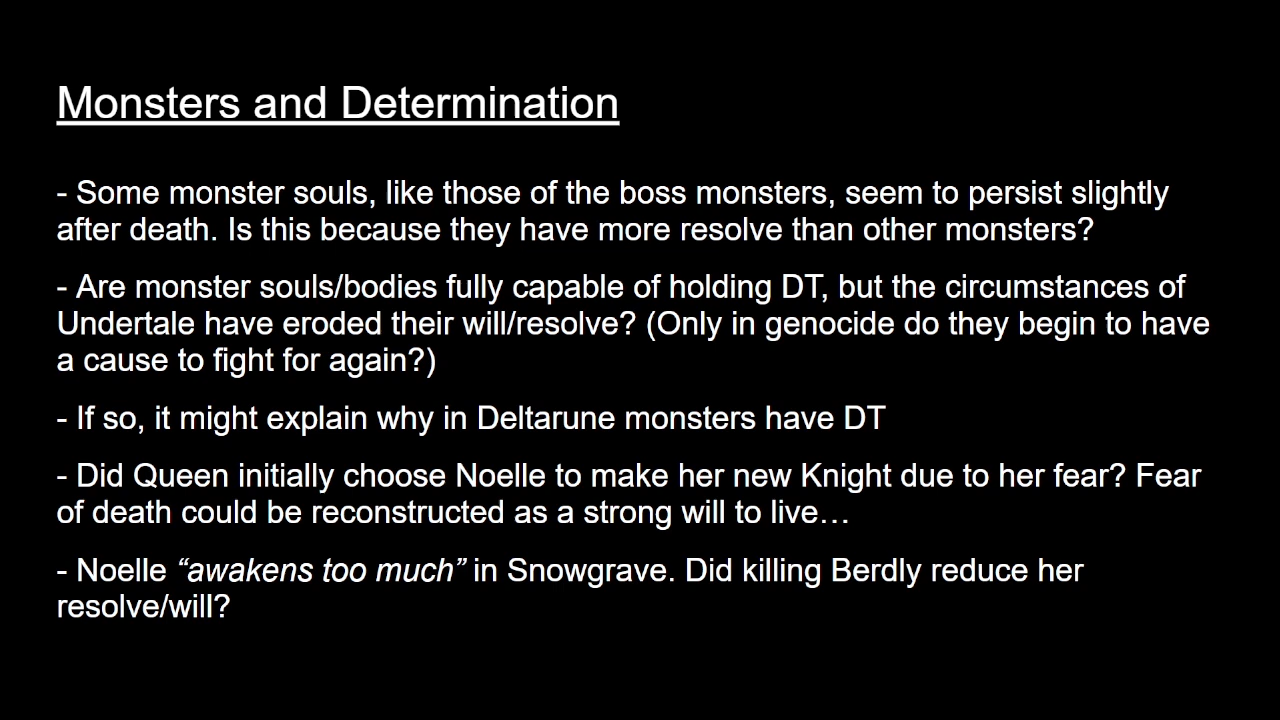 Monsters and Determination
- Some monster souls, like those of the boss monsters, seem to persist slightly
after death. Is this because they have more resolve than other monsters?
- Are monster souls/bodies fully capable of holding DT, but the circumstances of
Undertale have eroded their will/resolve? (Only in genocide do they begin to have
a cause to fight for again?)
- If so, it might explain why in Deltarune monsters have DT
- Did Queen initially choose Noelle to make her new Knight due to her fear? Fear
of death could be reconstructed as a strong will to live…
- Noelle “awakens too much” in Snowgrave. Did killing Berdly reduce her
resolve/will?